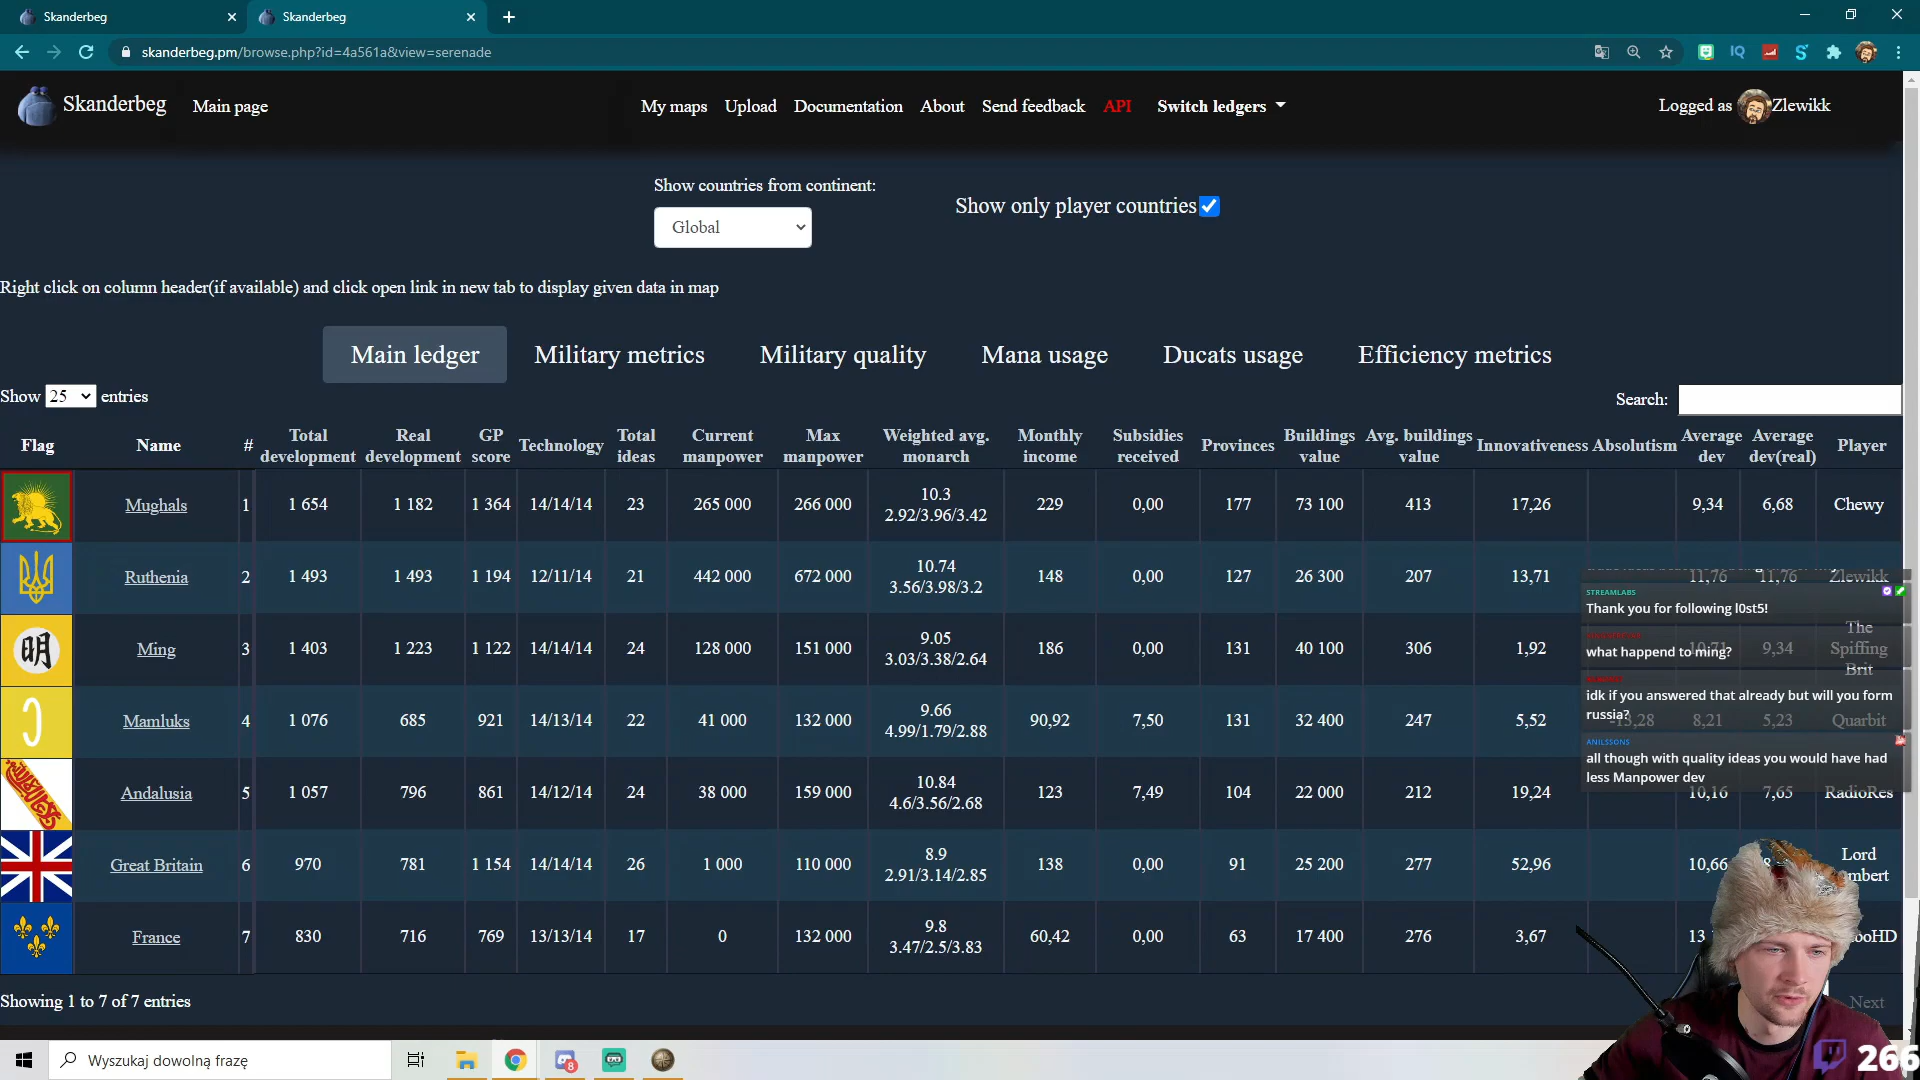 Skanderbeg
Skanderbeg
skanderbeg.pm/browse.php?id=4a561a&view=serenade
Skanderbeg
Main page
My maps
Upload
Documentation
About
Send feedback
API
Switch ledgers
Logged as
Zlewikk
Show countries from continent:
Show only player countries
Global
Right click on column header(if available) and click open link in new tab to display given data in map
Main ledger
Military metrics
Military quality
Mana usage
Ducats usage
Efficiency metrics
Show 25 entries
Search:
Flag
Name
#
Total development
Real development
GP score
Technology
Total ideas
Current manpower
Max manpower
Weighted avg. monarch
Monthly income
Subsidies received
Provinces
Buildings value
Avg. buildings value
Innovativeness
Absolutism
Average dev
Average dev(real)
Player
Mughals 1 1 654 1 182 1 364 14/14/14 23 265 000 266 000 10.3 2.92/3.96/3.42 229 0,00 177 73 100 413 17,26 9,34 6,68 Chewy
Ruthenia 2 1 493 1 493 1 194 12/11/14 21 442 000 672 000 10.74 3.56/3.98/3.2 148 0,00 127 26 300 207 13,71 11,76 11,76 Zlewikk
明 Ming 3 1 403 1 223 1 122 14/14/14 24 128 000 151 000 9.05 3.03/3.38/2.64 186 0,00 131 40 100 306 1,92 10,71 9,34 The Spiffing Brit
Mamluks 4 1 076 685 921 14/13/14 22 41 000 132 000 9.66 4.99/1.79/2.88 90,92 7,50 131 32 400 247 5,52 -13,28 8,21 5,23 Quarbit
Andalusia 5 1 057 796 861 14/12/14 24 38 000 159 000 10.84 4.6/3.56/2.68 123 7,49 104 22 000 212 19,24 10,16 7,65 RadioRes
Great Britain 6 970 781 1 154 14/14/14 26 1 000 110 000 8.9 2.91/3.14/2.85 138 0,00 91 25 200 277 52,96 10,66 Lord
France 7 830 716 769 13/13/14 17 0 132 000 9.8 3.47/2.5/3.83 60,42 0,00 63 17 400 276 3,67 13
STREAMLABS
Thank you for following l0st5!
what happend to ming?
idk if you answered that already but will you form
russia?
ANILSSONS
all though with quality ideas you would have had
less Manpower dev
Showing 1 to 7 of 7 entries
Next
Wyszukaj dowolną frazę
8
266